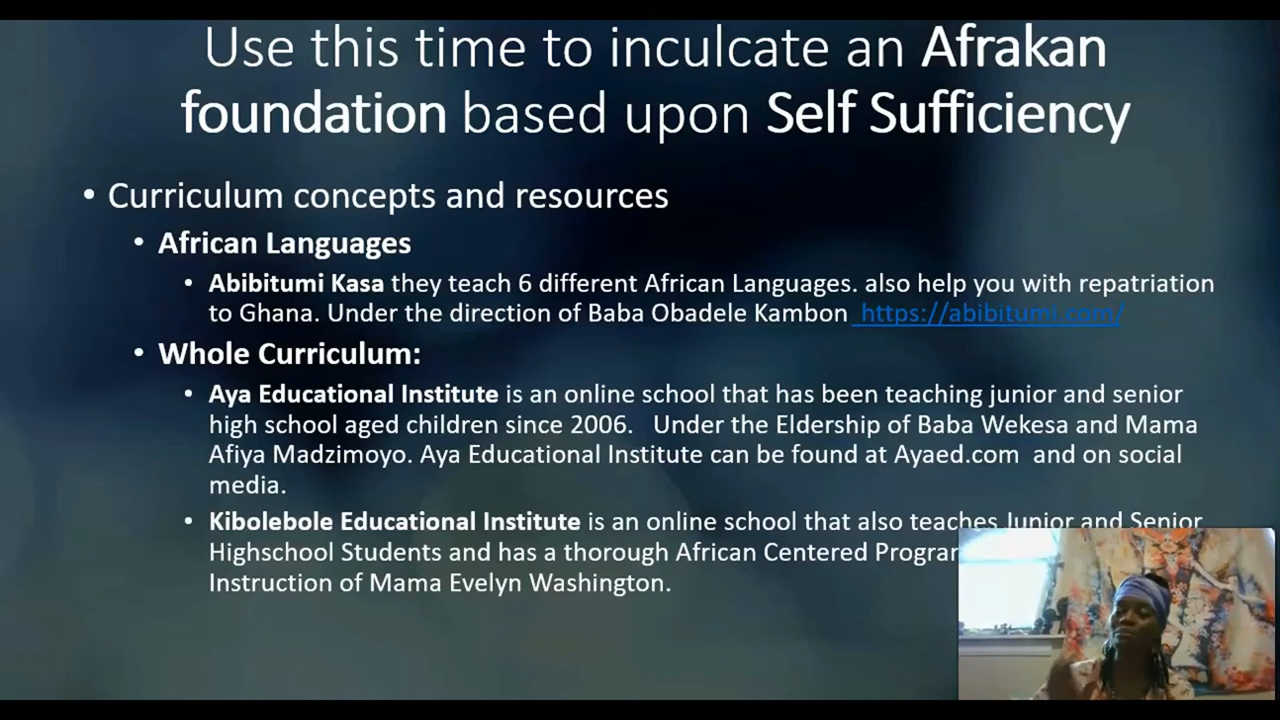 Use this time to inculcate an Afrakan
foundation based upon Self Sufficiency
• Curriculum concepts and resources
• African Languages
• Abibitumi Kasa they teach 6 different African Languages. also help you with repatriation
to Ghana. Under the direction of Baba Obadele Kambon https://abibitumi.com/
• Whole Curriculum:
• Aya Educational Institute is an online school that has been teaching junior and senior
high school aged children since 2006. Under the Eldership of Baba Wekesa and Mama
Afiya Madzimoyo. Aya Educational Institute can be found at Ayaed.com and on social
media.
• Kibolebole Educational Institute is an online school that also teaches Junior and Senior
Highschool Students and has a thorough African Centered
Instruction of Mama Evelyn Washington.